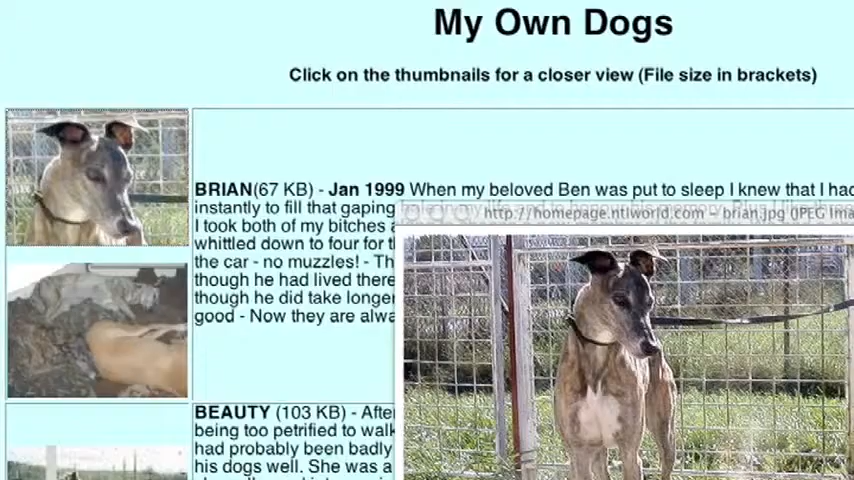 My Own Dogs
Click on the thumbnails for a closer view (File size in brackets)
BRIAN(67 KB) - Jan 1999 When my beloved Ben was put to sleep I knew that I had
instantly to fill that gaping
http://homepage.ntlworld.com – brian.jpg (JPEG Ima
I took both of my bitches a
whittled down to four for t
the car - no muzzles! - Th
though he had lived there
though he did take longer
good - Now they are alwa
BEAUTY (103 KB) - After
being too petrified to walk
had probably been badly
his dogs well. She was a